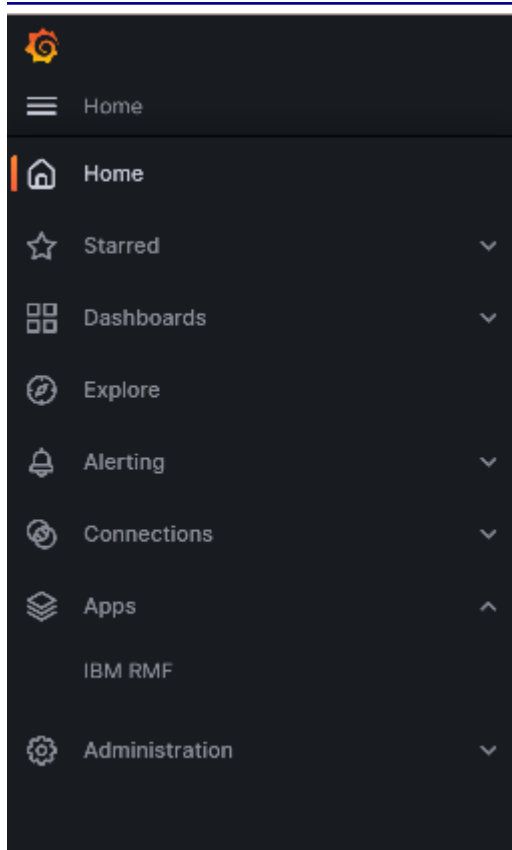 Home
Home
Starred
Dashboards
Explore
Alerting
Connections
Apps
IBM RMF
Administration